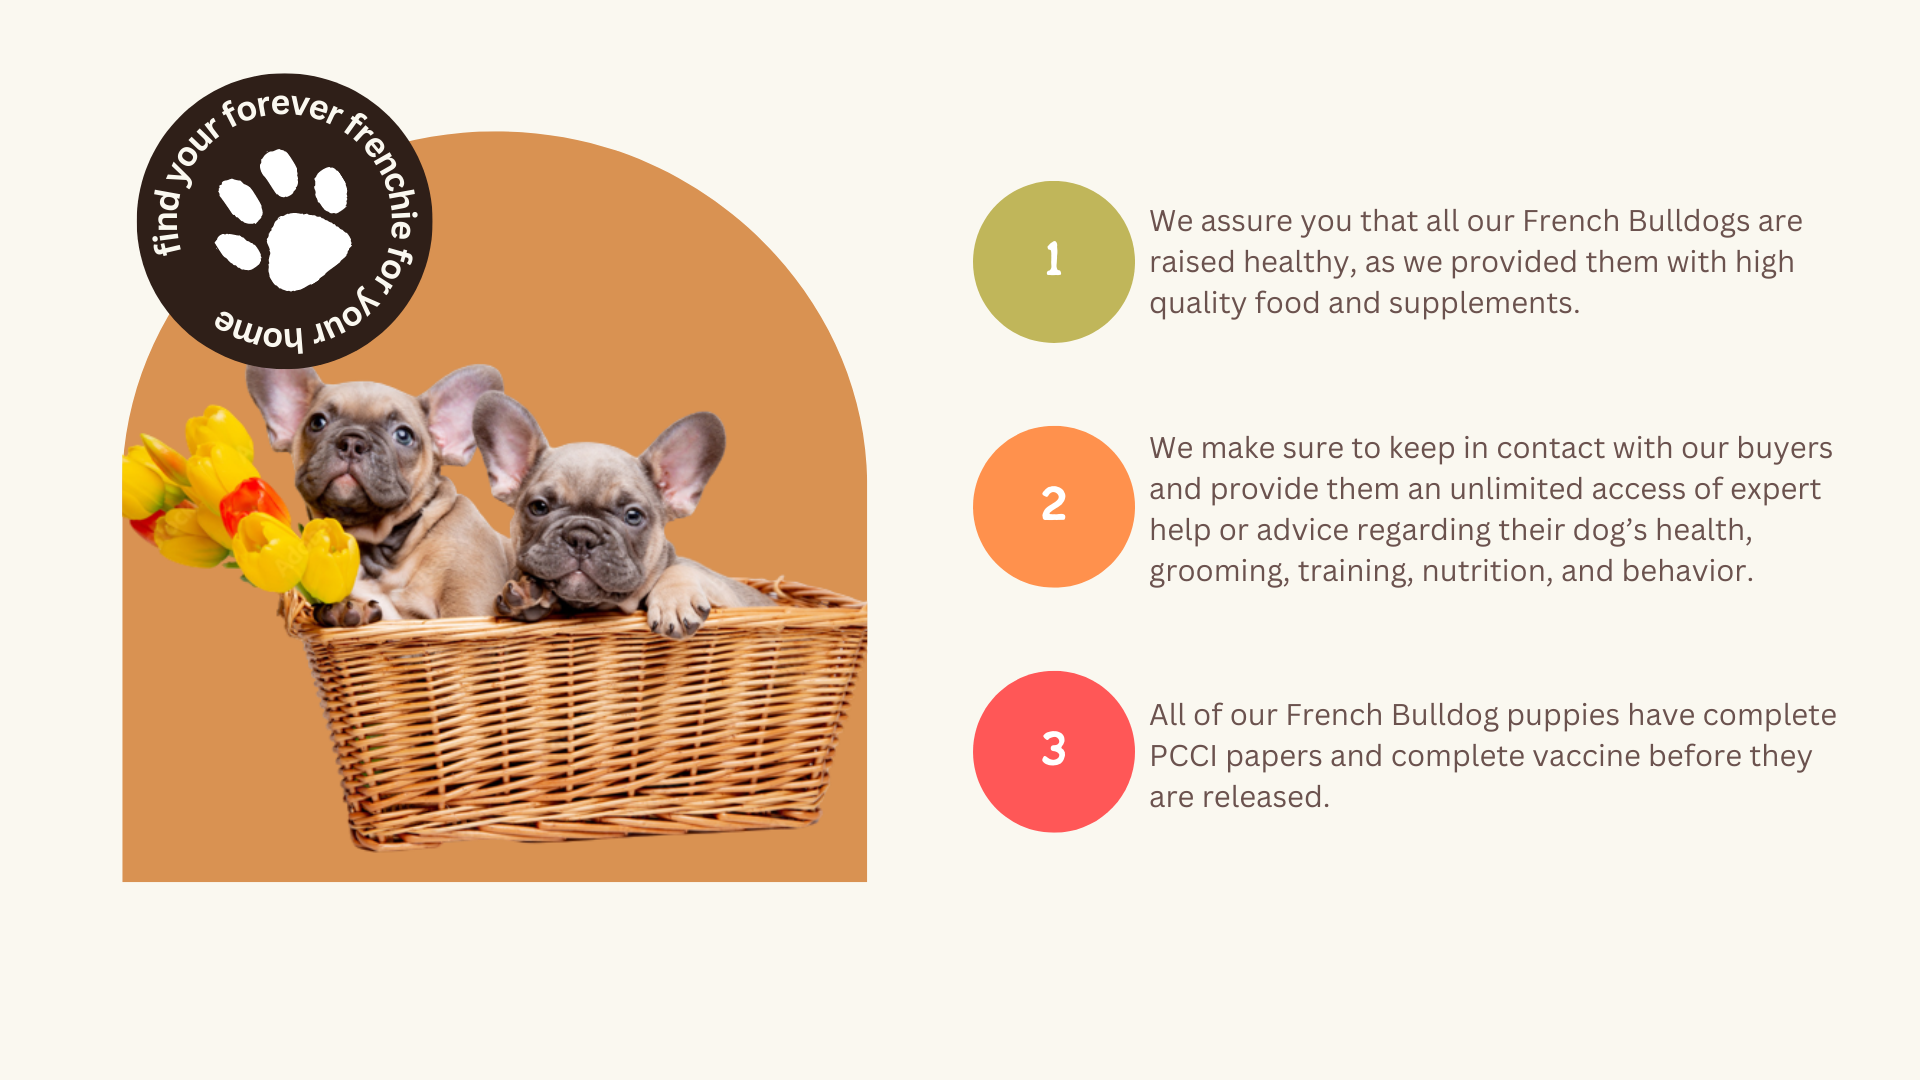 find your forever frenchie for your home
1
We assure you that all our French Bulldogs are
raised healthy, as we provided them with high
quality food and supplements.
2
We make sure to keep in contact with our buyers
and provide them an unlimited access of expert
help or advice regarding their dog’s health,
grooming, training, nutrition, and behavior.
3
All of our French Bulldog puppies have complete
PCCI papers and complete vaccine before they
are released.